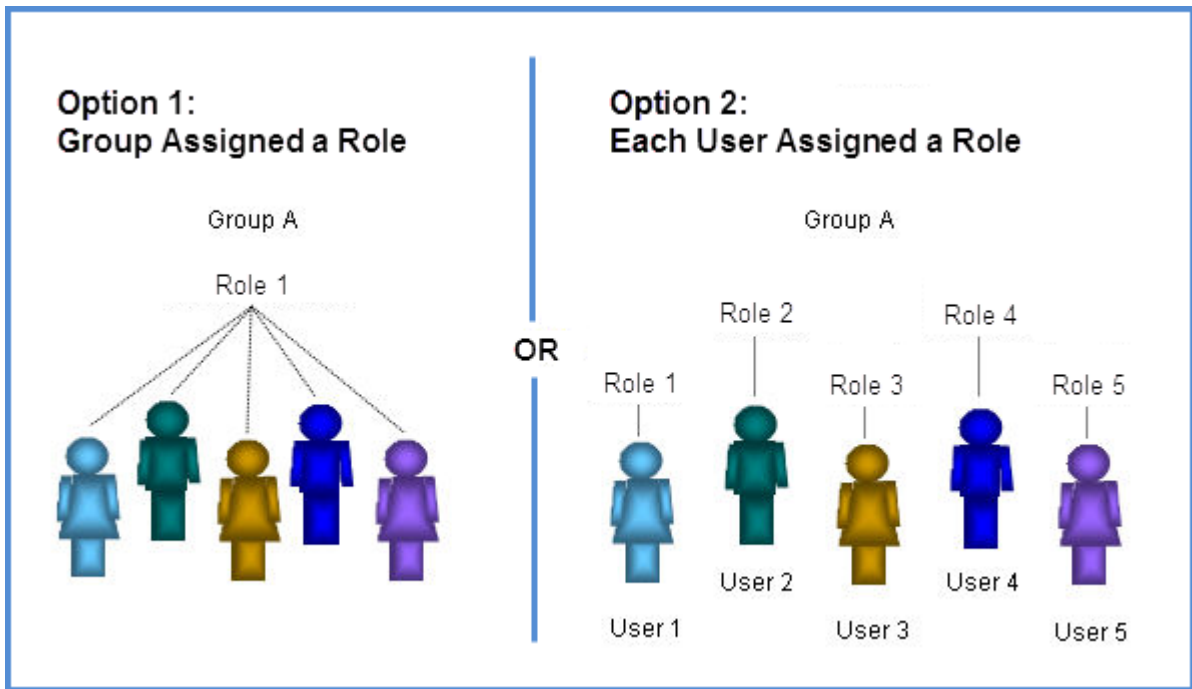 Option 1:
Group Assigned a Role
Group A
Role 1
OR
Option 2:
Each User Assigned a Role
Group A
Role 2
Role 4
Role 1
Role 3
Role 5
User 2
User 4
User 1
User 3
User 5